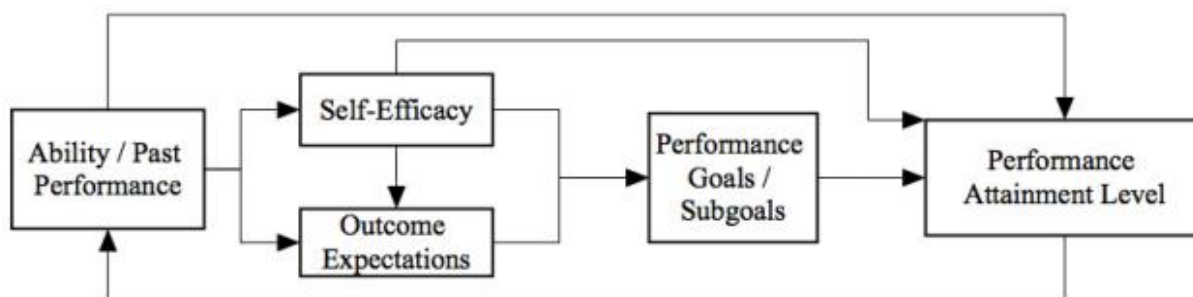 Ability / Past
Performance
Self-Efficacy
Outcome
Expectations
Performance
Goals /
Subgoals
Performance
Attainment Level